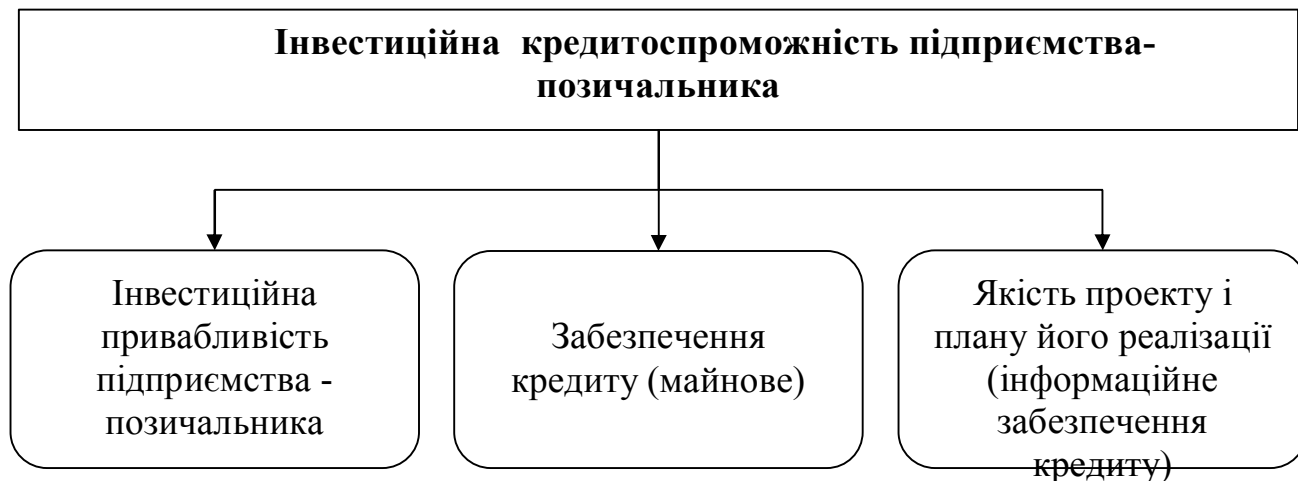 Інвестиційна кредитоспроможність підприємства-
позичальника
Інвестиційна
привабливість
підприємства -
позичальника
Забезпечення
кредиту (майнове)
Якість проекту і
плану його реалізації
(інформаційне
забезпечення
кредиту)